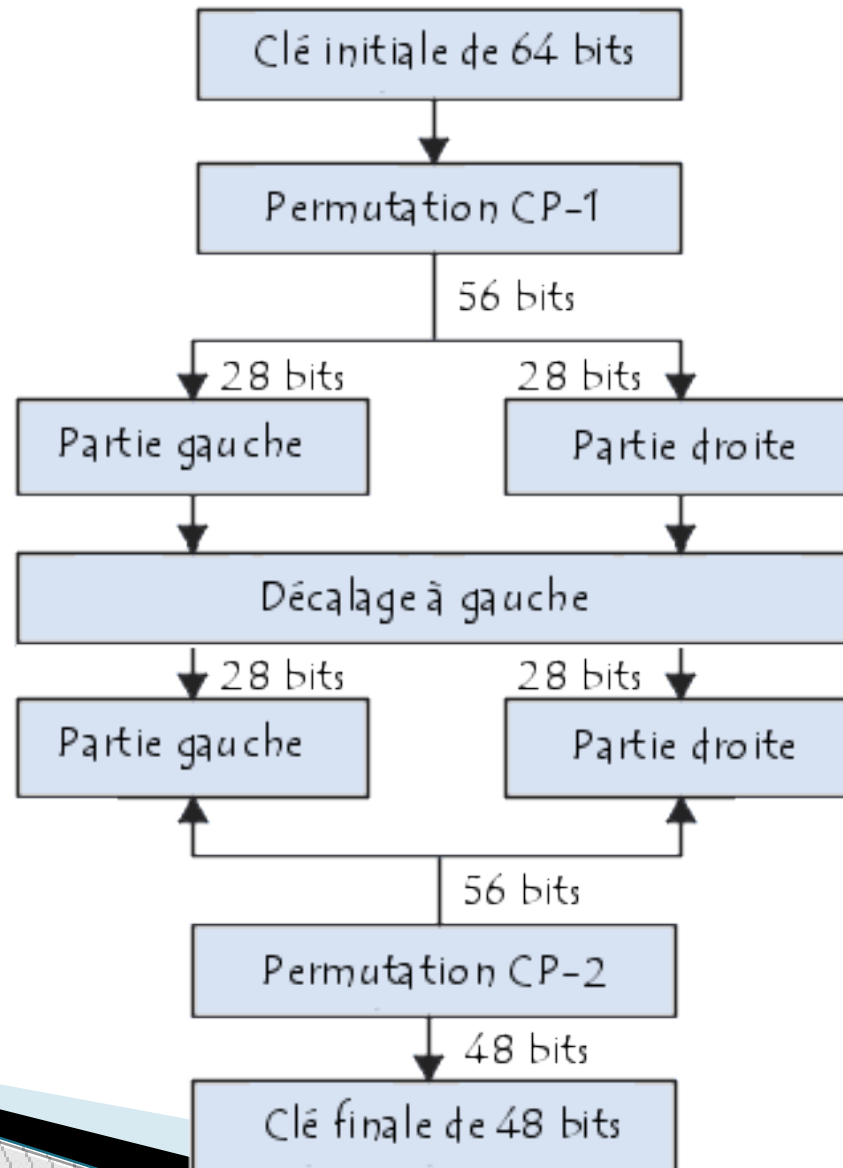 Clé initiale de 64 bits
Permutation CP-1
56 bits
28 bits
28 bits
Partie gauche
Partie droite
Décalage à gauche
28 bits
28 bits
Partie gauche
Partie droite
56 bits
Permutation CP-2
48 bits
Clé finale de 48 bits